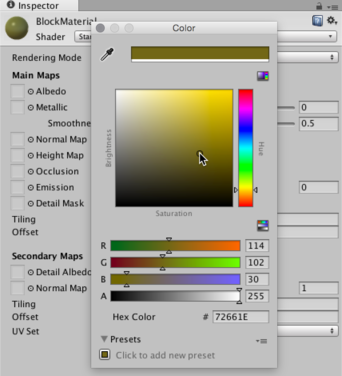 Inspector
BlockMaterial
Color
Shader
Rendering Mode
Main Maps
Albedo
Metallic
0
Smoothne
0.5
Normal Map
Height Map
Occlusion
Emission
0
Detail Mask
Tiling
Offset
Brightness
Hue
Saturation
R
114
G
102
B
30
A
255
Hex Color
#
72661E
Presets
Click to add new preset
Secondary Maps
Detail Albedo
Normal Map
1
Tiling
Offset
UV Set